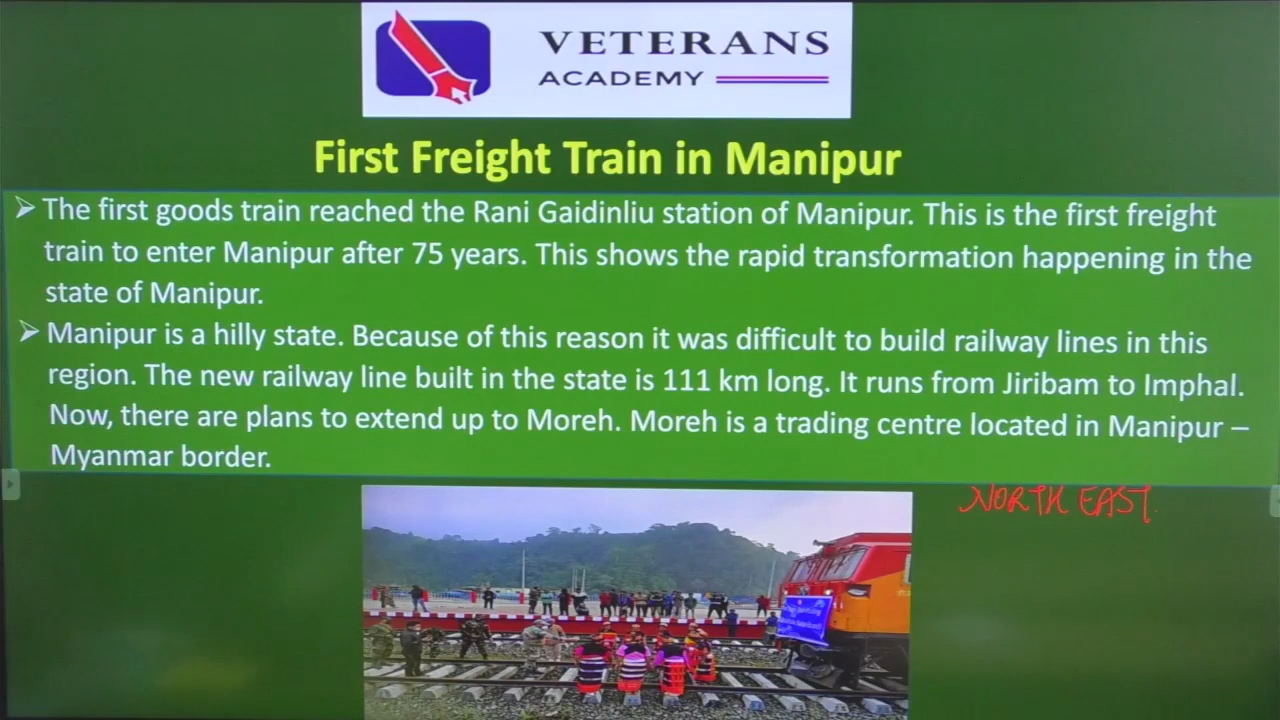 VETERANS
ACADEMY
First Freight Train in Manipur
➢ The first goods train reached the Rani Gaidinliu station of Manipur. This is the first freight
train to enter Manipur after 75 years. This shows the rapid transformation happening in the
state of Manipur.
➢ Manipur is a hilly state. Because of this reason it was difficult to build railway lines in this
region. The new railway line built in the state is 111 km long. It runs from Jiribam to Imphal.
Now, there are plans to extend up to Moreh. Moreh is a trading centre located in Manipur –
Myanmar border.
NORTH EAST